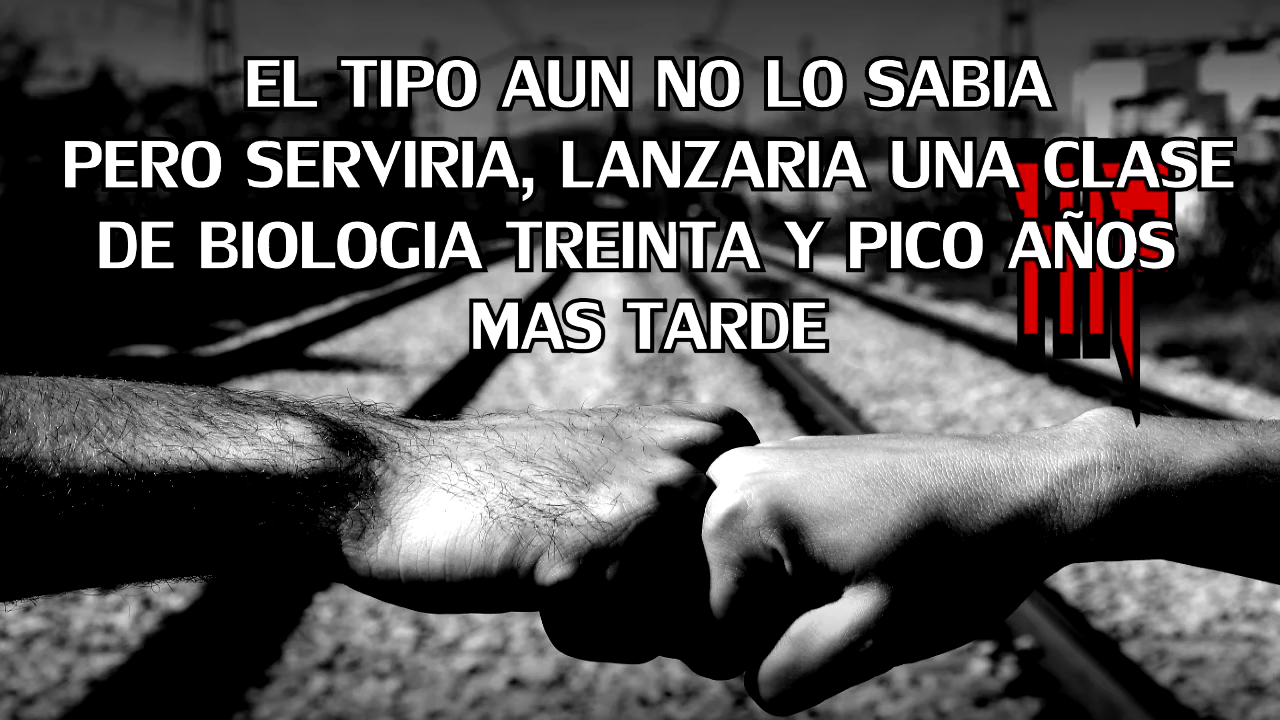 EL TIPO AUN NO LO SABIA
PERO SERVIRIA, LANZARIA UNA CLASE
DE BIOLOGIA TREINTA Y PICO AÑOS
MAS TARDE